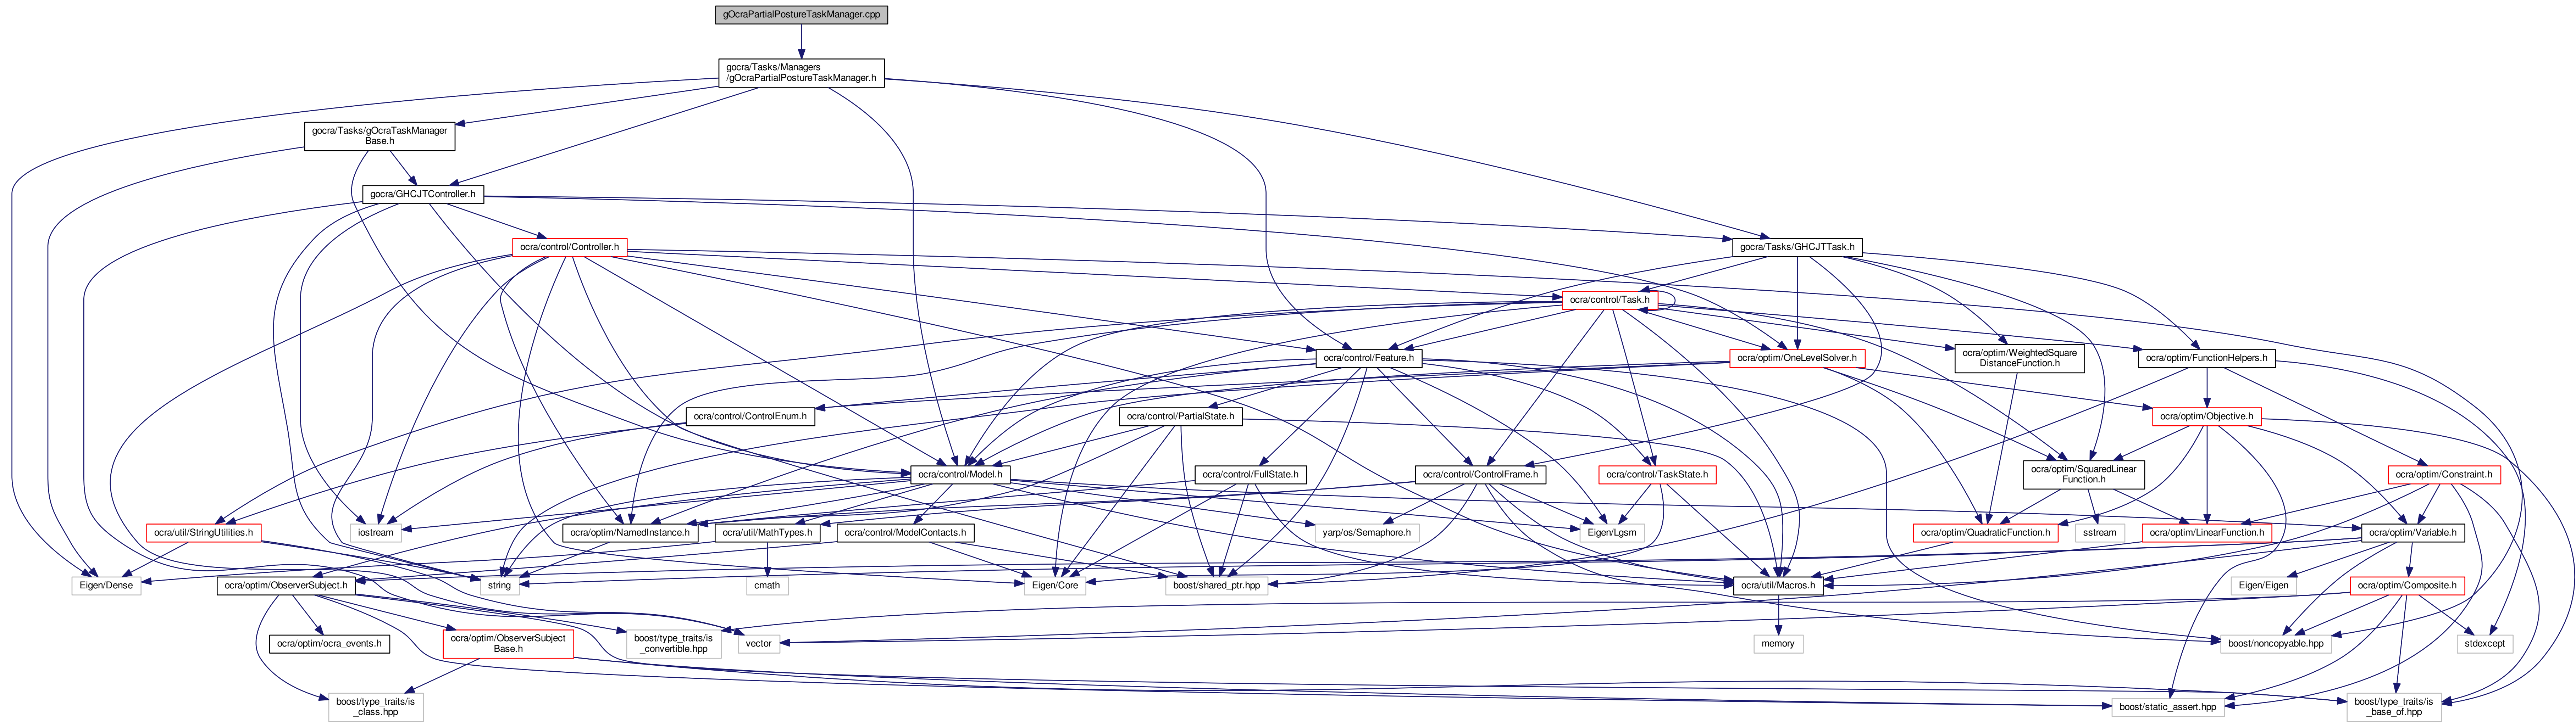 gOcraPartialPostureTaskManager.cpp
gocra/Tasks/Managers
/gOcraPartialPostureTaskManager.h
gocra/Tasks/gOcraTaskManager
Base.h
gocra/GHCJTController.h
ocra/control/Controller.h
gocra/Tasks/GHCJTTask.h
ocra/control/Task.h
ocra/control/Feature.h
ocra/optim/OneLevelSolver.h
ocra/optim/WeightedSquare
DistanceFunction.h
ocra/optim/FunctionHelpers.h
ocra/control/ControlEnum.h
ocra/control/PartialState.h
ocra/optim/Objective.h
ocra/control/Model.h
ocra/control/FullState.h
ocra/control/ControlFrame.h
ocra/control/TaskState.h
ocra/optim/SquaredLinear
Function.h
ocra/optim/Constraint.h
ocra/util/StringUtilities.h
iostream
ocra/optim/NamedInstance.h
ocra/util/MathTypes.h
ocra/control/ModelContacts.h
yarp/os/Semaphore.h
Eigen/Lgsm
ocra/optim/QuadraticFunction.h
sstream
ocra/optim/LinearFunction.h
ocra/optim/Variable.h
Eigen/Dense
ocra/optim/ObserverSubject.h
string
cmath
Eigen/Core
boost/shared_ptr.hpp
ocra/util/Macros.h
Eigen/Eigen
ocra/optim/Composite.h
ocra/optim/ocra_events.h
ocra/optim/ObserverSubject
Base.h
boost/type_traits/is
_convertible.hpp
vector
memory
boost/noncopyable.hpp
stdexcept
boost/type_traits/is
_class.hpp
boost/static_assert.hpp
boost/type_traits/is
_base_of.hpp